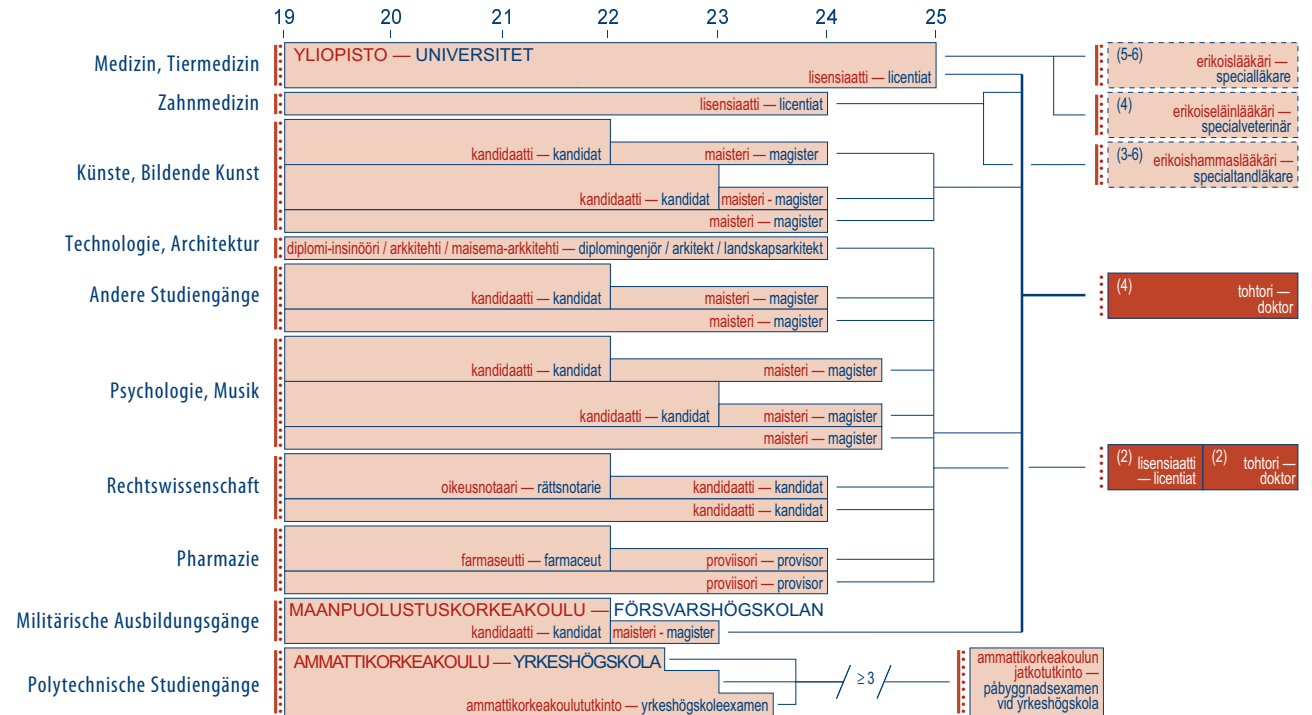 19 20 21 22 23 24 25
Medizin, Tiermedizin
YLIOPISTO — UNIVERSITET
lisensiaatti — licentiat
(5-6) erikoislääkäri —
specialläkare
Zahnmedizin
lisensiaatti — licentiat
(4) erikoiseläinlääkäri —
specialveterinär
Künste, Bildende Kunst
kandidaatti — kandidat
maisteri — magister
(3-6) erikoishammaslääkäri —
specialtandläkare
kandidaatti — kandidat
maisteri - magister
maisteri — magister
Technologie, Architektur
diplomi-insinööri / arkkitehti / maisema-arkkitehti — diplomingenjör / arkitekt / landskapsarkitekt
Andere Studiengänge
kandidaatti — kandidat
maisteri — magister
maisteri — magister
(4) tohtori —
doktor
Psychologie, Musik
kandidaatti — kandidat
maisteri — magister
kandidaatti — kandidat
maisteri — magister
maisteri — magister
Rechtswissenschaft
oikeusnotaari — rättsnotarie
kandidaatti — kandidat
kandidaatti — kandidat
(2) lisensiaatti
— licentiat
(2) tohtori —
doktor
Pharmazie
farmaseutti — farmaceut
proviisori — provisor
proviisori — provisor
Militärische Ausbildungsgänge
MAANPUOLUSTUSKORKEAKOULU — FÖRSVARSHÖGSKOLAN
kandidaatti — kandidat
maisteri - magister
Polytechnische Studiengänge
AMMATTIKORKEAKOULU — YRKESHÖGSKOLA
ammattikorkeakoulututkinto — yrkeshögskoleexamen
≥ 3
ammattikorkeakoulun
jatkotutkinto —
påbyggnadsexamen
vid yrkeshögskola